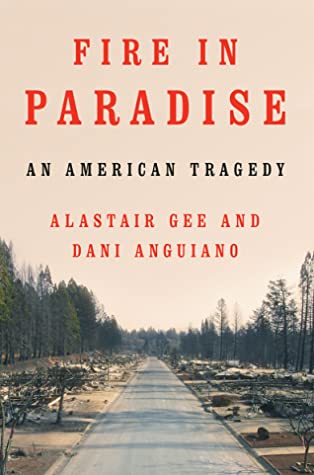 FIRE IN
PARADISE
AN AMERICAN TRAGEDY
ALASTAIR GEE AND
DANI ANGUIANO